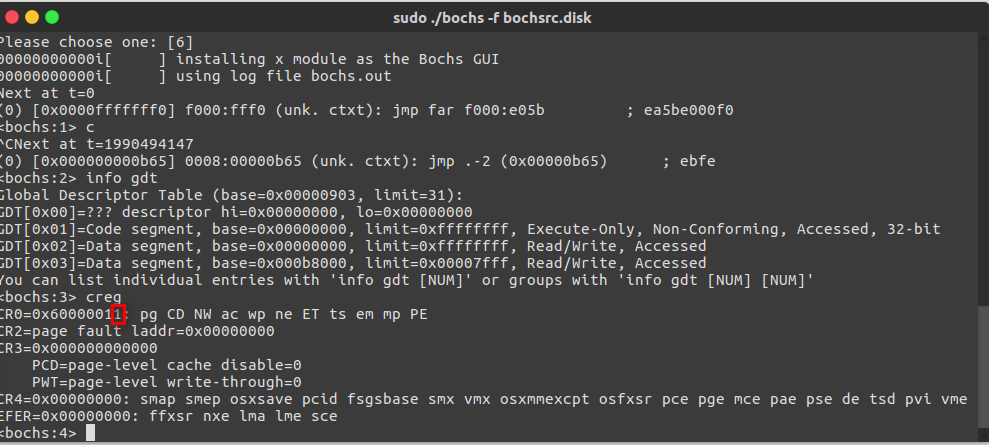 sudo ./bochs -f bochsrc.disk
Please choose one: [6]
00000000000i[      ] installing x module as the Bochs GUI
00000000000i[      ] using log file bochs.out
Next at t=0
(0) [0x0000fffffff0] f000:fff0 (unk. ctxt): jmp far f000:e05b          ; ea5be000f0
<bochs:1> c
^CNext at t=1990494147
(0) [0x000000000b65] 0008:00000b65 (unk. ctxt): jmp .-2 (0x00000b65)      ; ebfe
<bochs:2> info gdt
Global Descriptor Table (base=0x00000903, limit=31):
GDT[0x00]=??? descriptor hi=0x00000000, lo=0x00000000
GDT[0x01]=Code segment, base=0x00000000, limit=0xffffffff, Execute-Only, Non-Conforming, Accessed, 32-bit
GDT[0x02]=Data segment, base=0x00000000, limit=0xffffffff, Read/Write, Accessed
GDT[0x03]=Data segment, base=0x000b8000, limit=0x00007fff, Read/Write, Accessed
You can list individual entries with 'info gdt [NUM]' or groups with 'info gdt [NUM] [NUM]'
<bochs:3> creg
CR0=0x60000011: pg CD NW ac wp ne ET ts em mp PE
CR2=page fault laddr=0x00000000
CR3=0x000000000000
    PCD=page-level cache disable=0
    PWT=page-level write-through=0
CR4=0x00000000: smap smep osxsave pcid fsgsbase smx vmx osxmmexcpt osfxsr pce pge mce pae pse de tsd pvi vme
EFER=0x00000000: ffxsr nxe lma lme sce
<bochs:4>